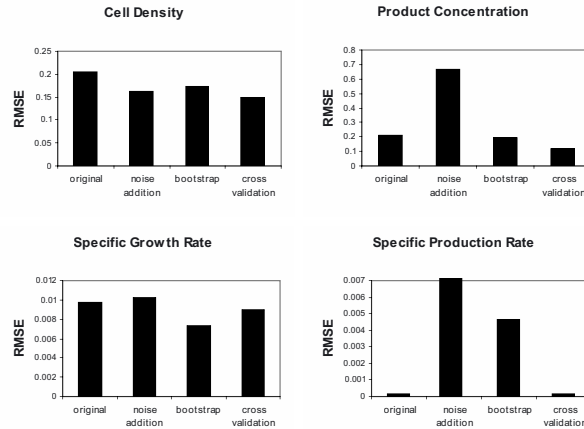 Cell Density
RMSE
0.25
0.2
0.15
0.1
0.05
0
original
noise addition
bootstrap
cross validation
Product Concentration
RMSE
0.8
0.7
0.6
0.5
0.4
0.3
0.2
0.1
0
original
noise addition
bootstrap
cross validation
Specific Growth Rate
RMSE
0.012
0.01
0.008
0.006
0.004
0.002
0
original
noise addition
bootstrap
cross validation
Specific Production Rate
RMSE
0.007
0.006
0.005
0.004
0.003
0.002
0.001
0
original
noise addition
bootstrap
cross validation